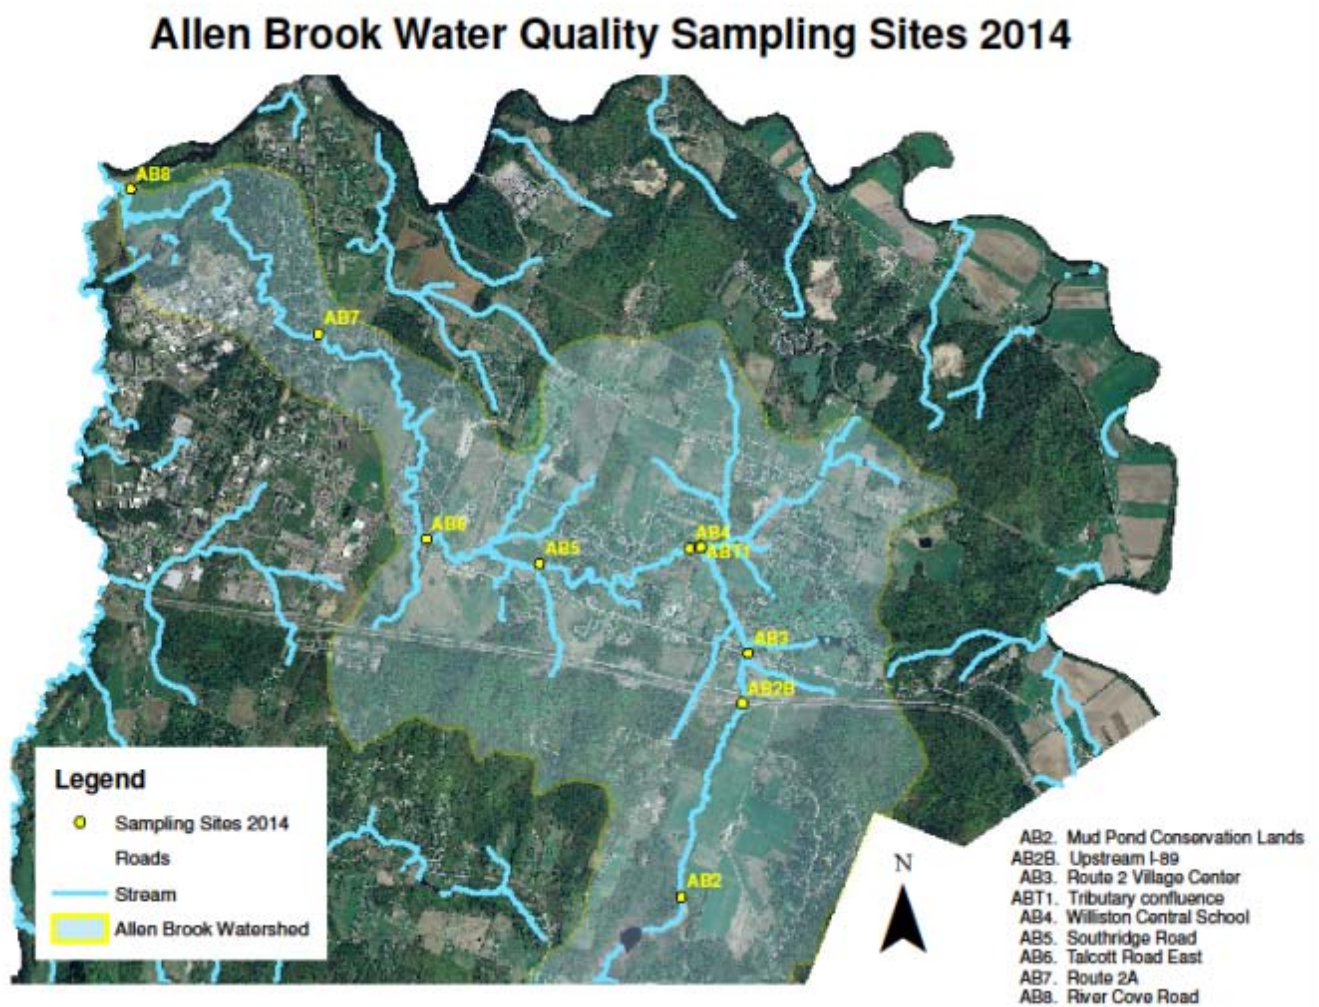 Allen Brook Water Quality Sampling Sites 2014
AB8
AB7
AB6
AB5
AB4
ABT1
AB3
AB2B
AB2
Legend
Sampling Sites 2014
Roads
Stream
Allen Brook Watershed
N
AB2. Mud Pond Conservation Lands
AB2B. Upstream I-89
AB3. Route 2 Village Center
ABT1. Tributary confluence
AB4. Williston Central School
AB5. Southridge Road
AB6. Talcott Road East
AB7. Route 2A
AB8. River Cove Road